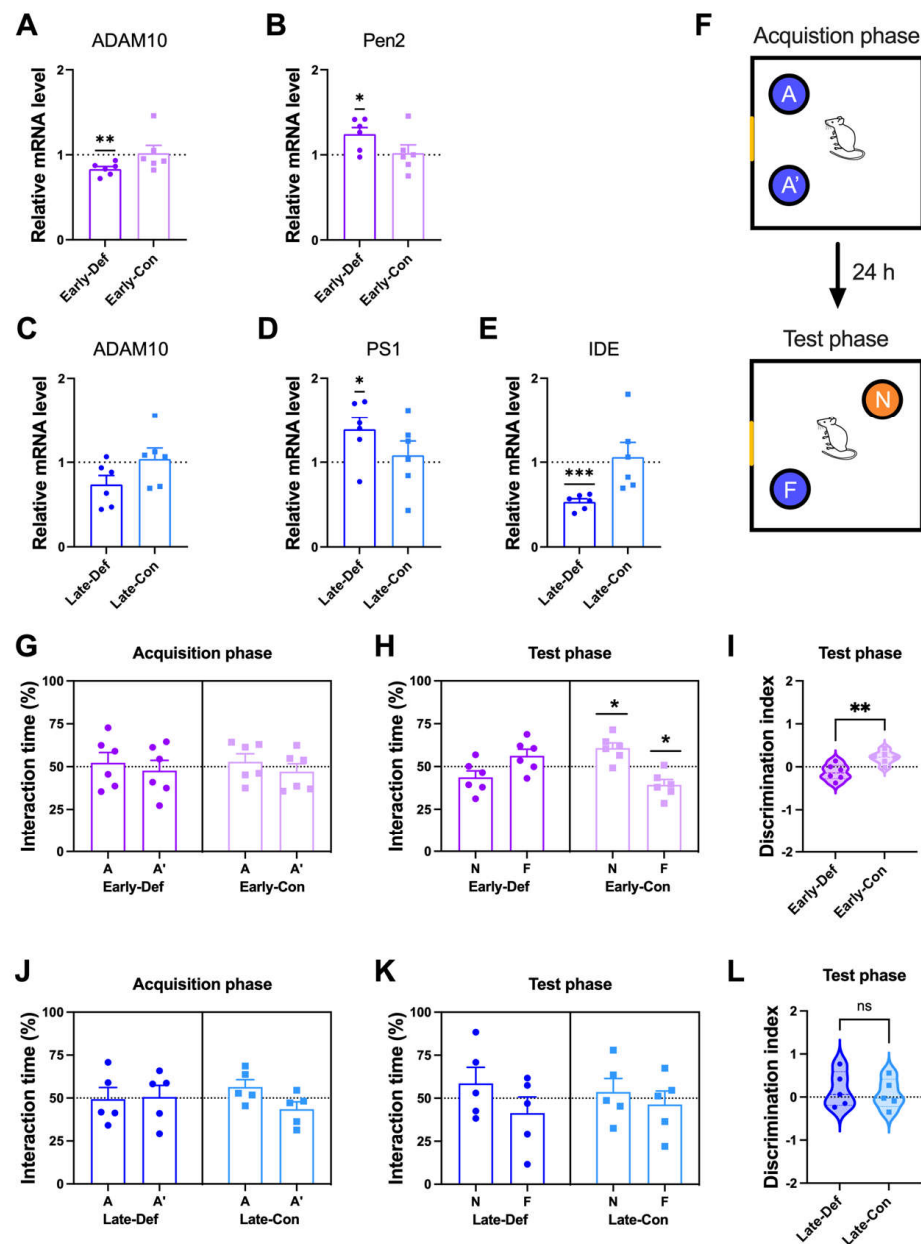 A
ADAM10
Relative mRNA level
2
1
0
**
Early-Def
Early-Con
B
Pen2
Relative mRNA level
2
1
0
*
Early-Def
Early-Con
F
Acquistion phase
A
A'
24 h
Test phase
N
F
C
ADAM10
Relative mRNA level
2
1
0
Late-Def
Late-Con
D
PS1
Relative mRNA level
2
1
0
*
Late-Def
Late-Con
E
IDE
Relative mRNA level
2
1
0
***
Late-Def
Late-Con
G
Acquisition phase
Interaction time (%)
100
75
50
25
0
A A' A A'
Early-Def Early-Con
H
Test phase
Interaction time (%)
100
75
50
25
0
* *
N F N F
Early-Def Early-Con
I
Test phase
Discrimination index
2
1
0
-1
-2
**
Early-Def
Early-Con
J
Acquisition phase
Interaction time (%)
100
75
50
25
0
A A' A A'
Late-Def Late-Con
K
Test phase
Interaction time (%)
100
75
50
25
0
N F N F
Late-Def Late-Con
L
Test phase
Discrimination index
2
1
0
-1
-2
ns
Late-Def
Late-Con